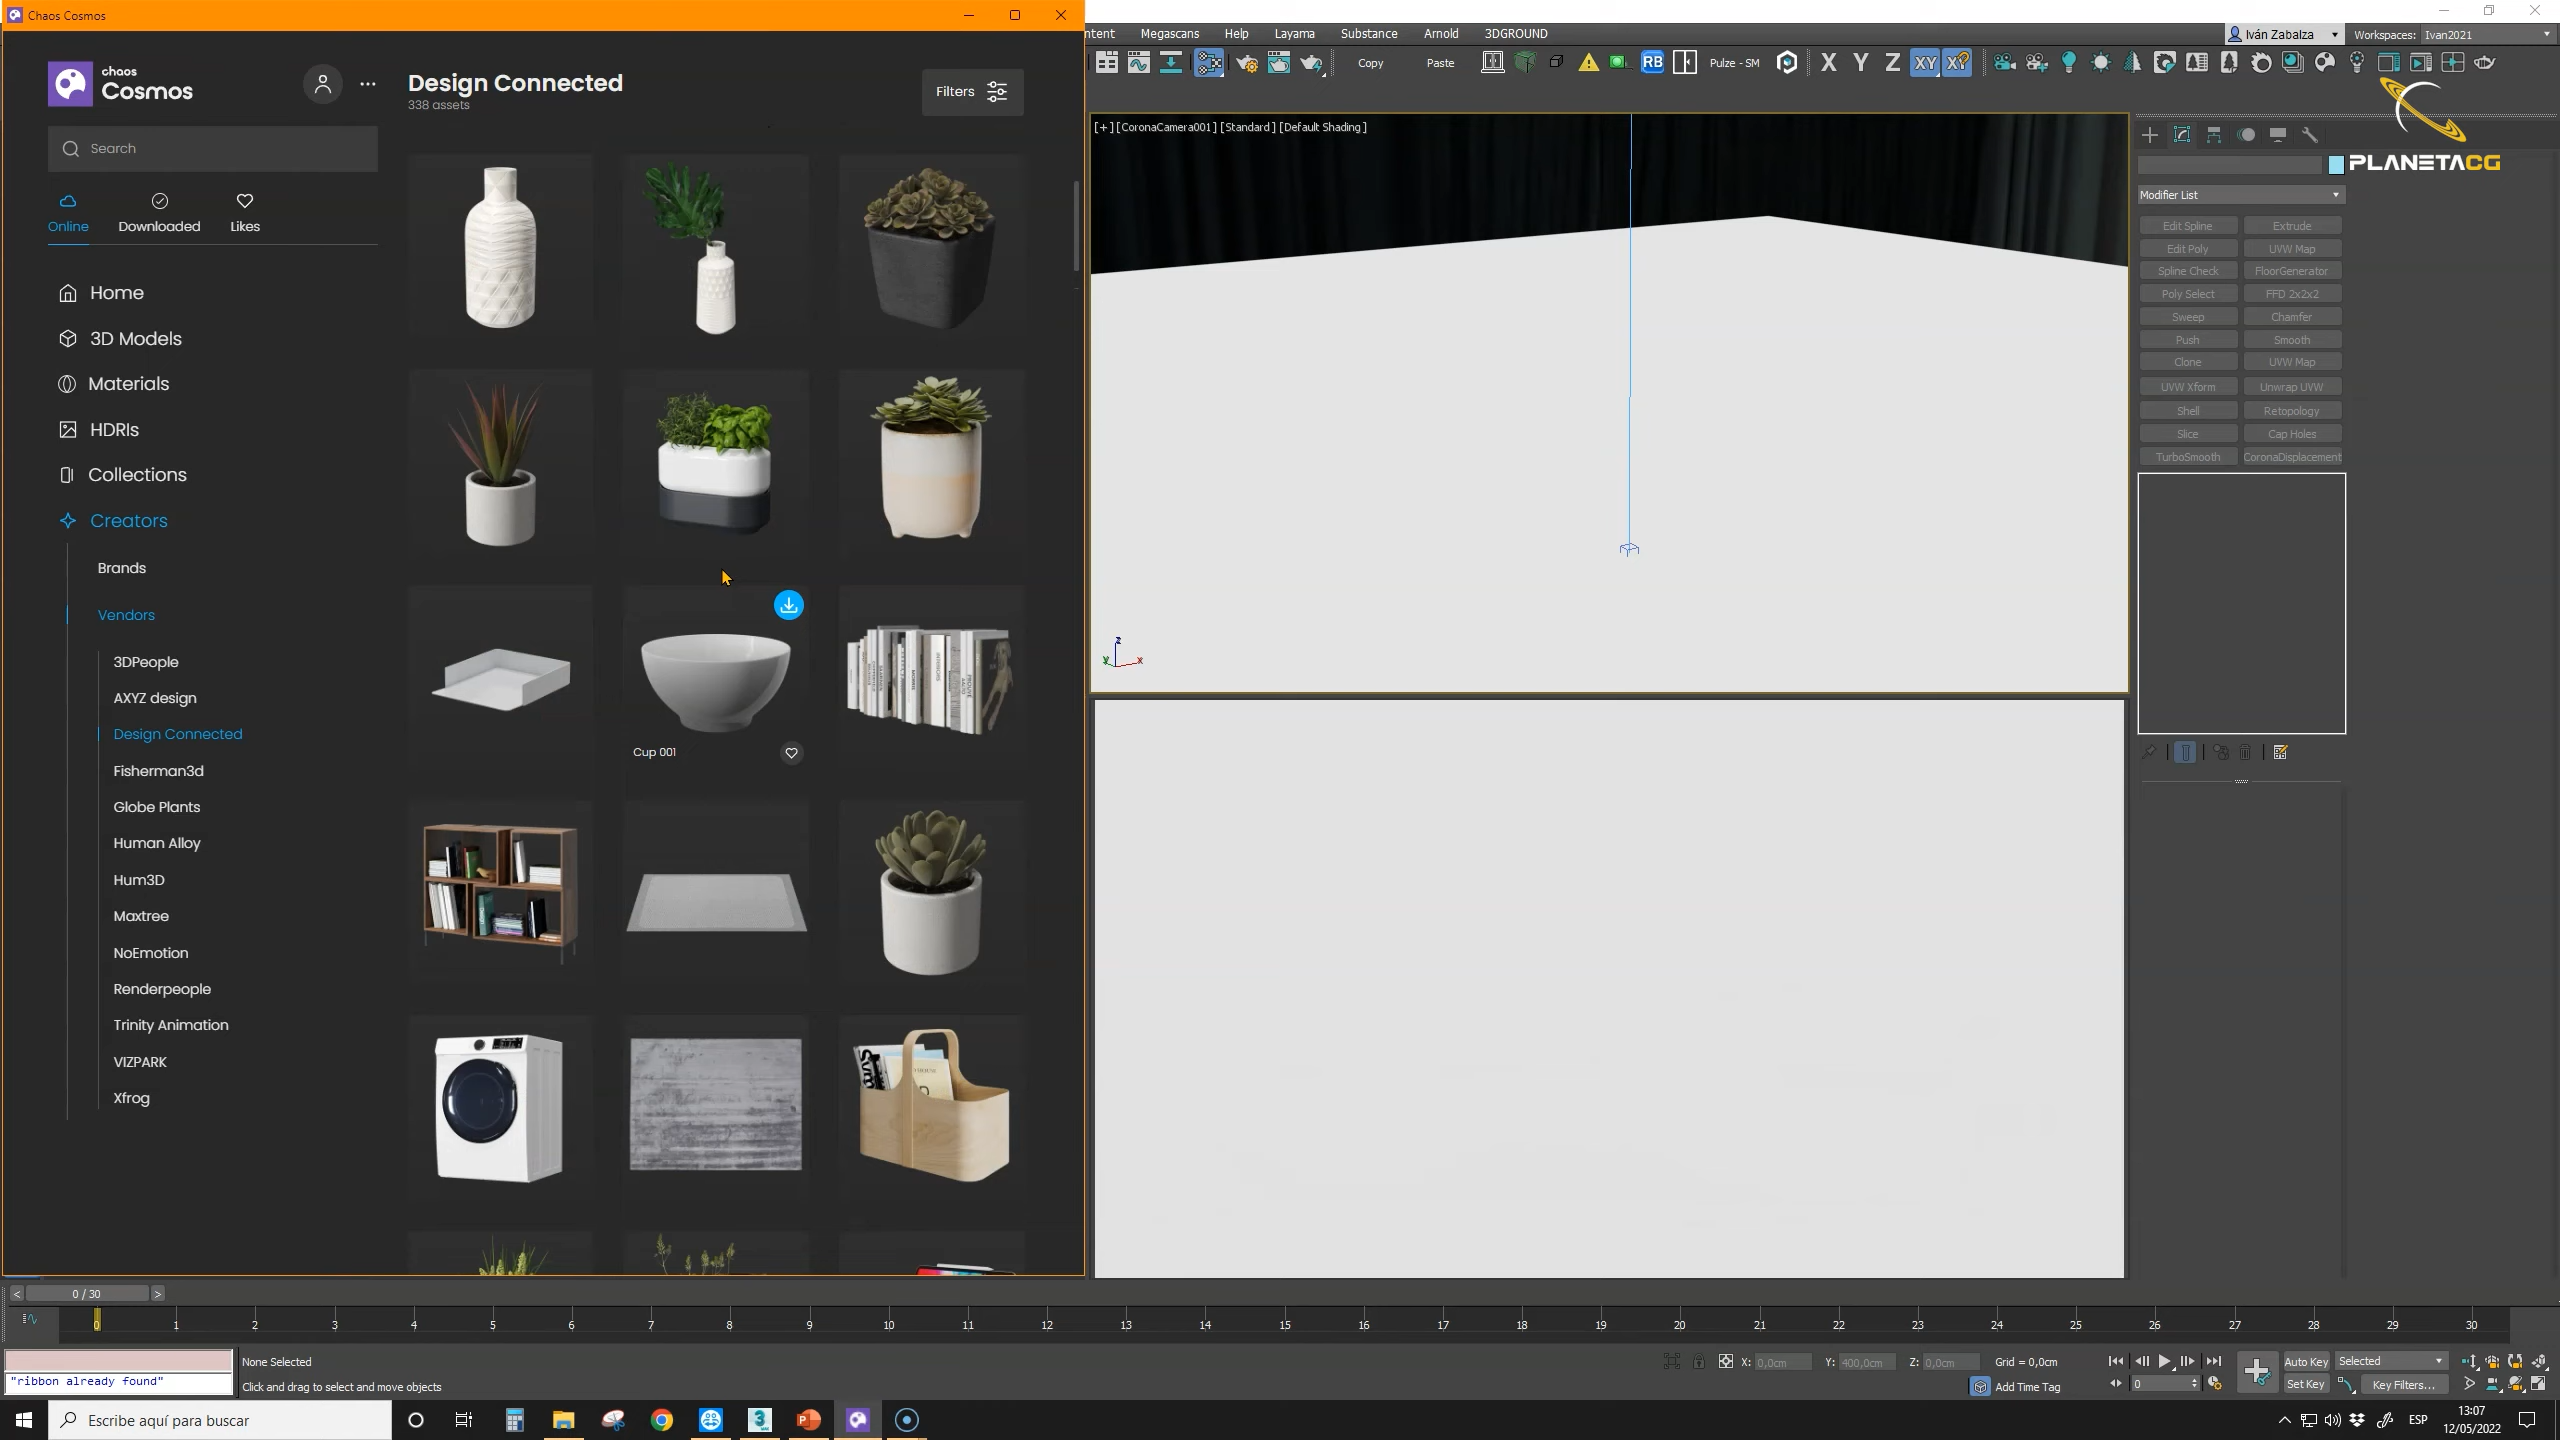 Chaos Cosmos
chaos
Cosmos
Search
Online
Downloaded
Likes
Home
3D Models
Materials
HDRIs
Collections
Creators
Brands
Vendors
3DPeople
AXYZ design
Design Connected
Fisherman3d
Globe Plants
Human Alloy
Hum3D
Maxtree
NoEmotion
Renderpeople
Trinity Animation
VIZPARK
Xfrog
Design Connected
338 assets
Filters
Cup 001
ntent Megascans Help Layama Substance Arnold 3DGROUND
Iván Zabalza
Workspaces: Ivan2021
Copy Paste RB Pulze - SM X Y Z XY
[+] [CoronaCamera001] [Standard] [Default Shading]
z
y x
PLANETACG
Modifier List
Edit Spline Extrude
Edit Poly UVW Map
Spline Check FloorGenerator
Poly Select FFD 2x2x2
Sweep Chamfer
Push Smooth
Clone UVW Map
UVW Xform Unwrap UVW
Shell Retopology
Slice Cap Holes
TurboSmooth CoronaDisplacement
< 0 / 30 >
0 1 2 3 4 5 6 7 8 9 10 11 12 13 14 15 16 17 18 19 20 21 22 23 24 25 26 27 28 29 30
"ribbon already found"
None Selected
Click and drag to select and move objects
X: 0,0cm Y: 400,0cm Z: 0,0cm Grid = 0,0cm
Add Time Tag
0
Auto Key Selected
Set Key Key Filters...
Escribe aquí para buscar
ESP
13:07
12/05/2022